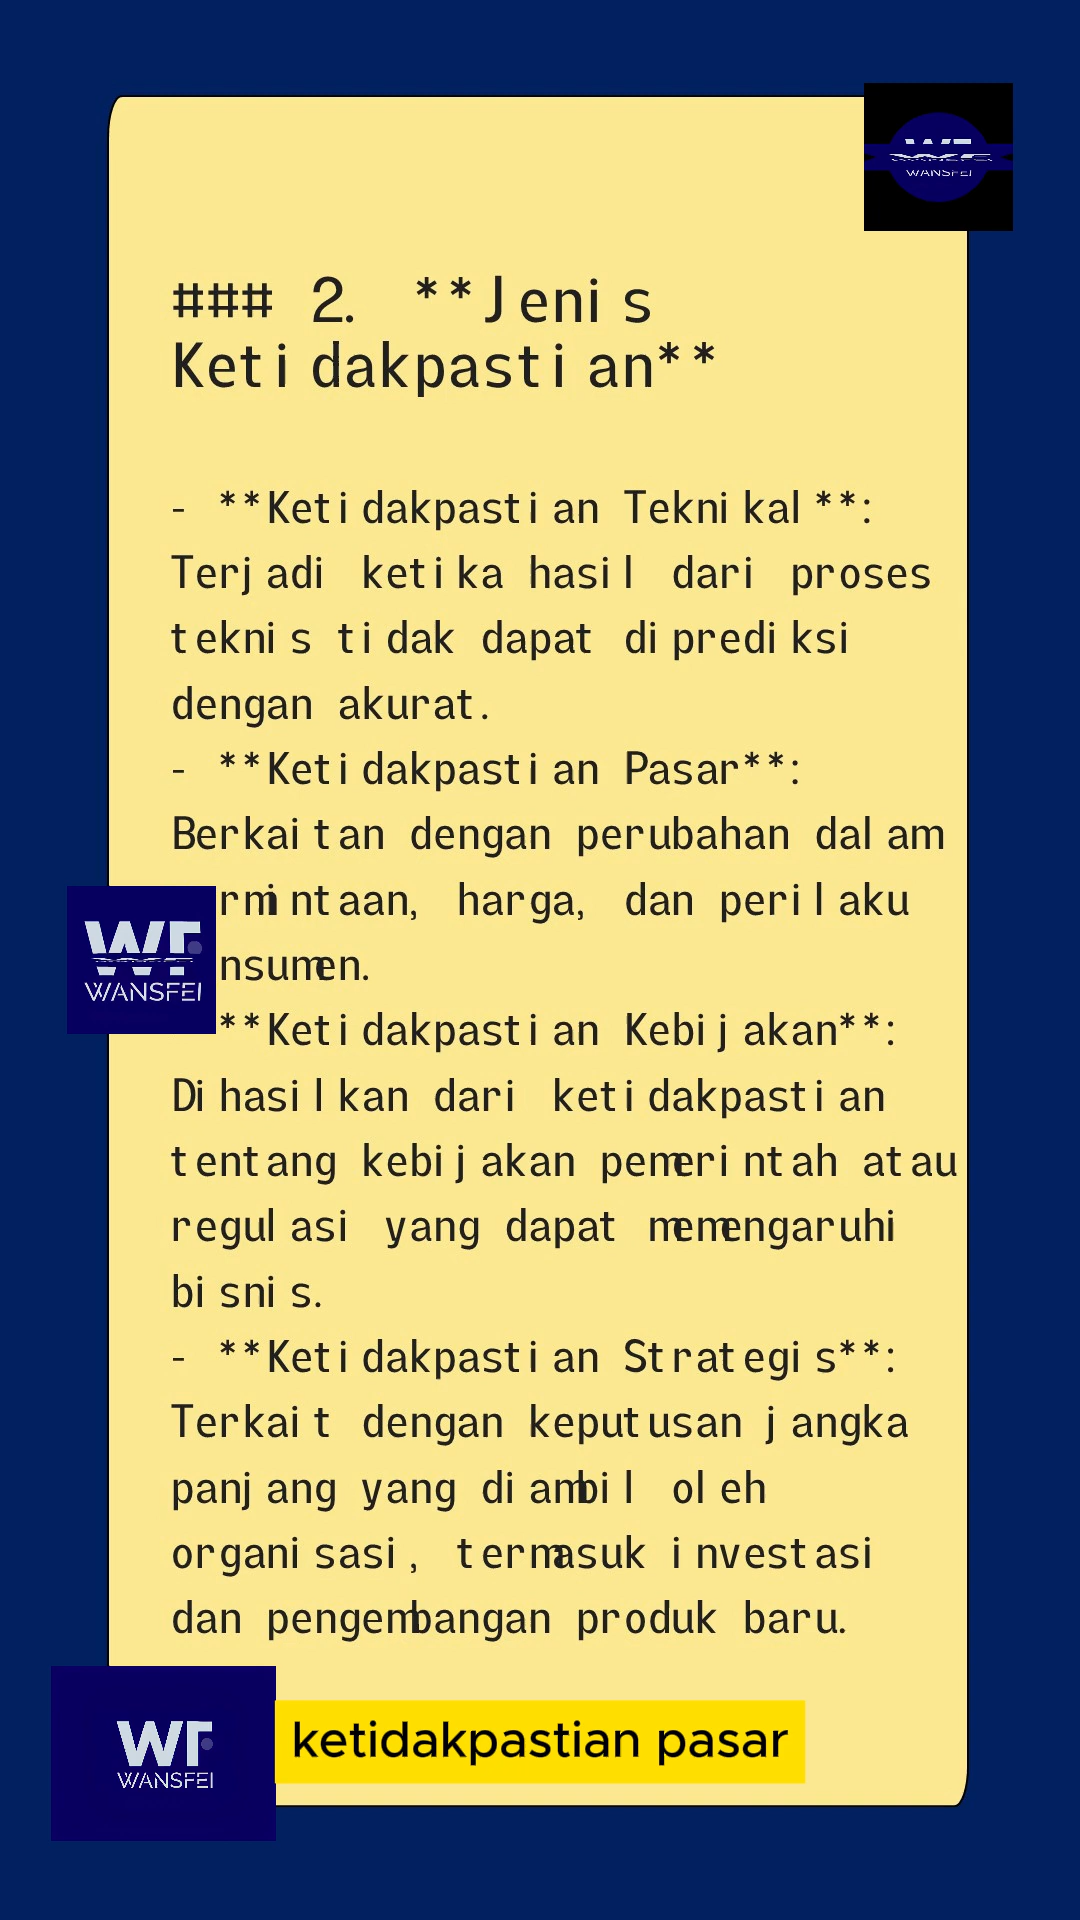 WF
WANSFEI
### 2. **Jenis
Ketidakpastian**
- **Ketidakpastian Teknikal**:
Terjadi ketika hasil dari proses
teknis tidak dapat diprediksi
dengan akurat.
- **Ketidakpastian Pasar**:
Berkaitan dengan perubahan dalam
rmintaan, harga, dan perilaku
nsumen.
**Ketidakpastian Kebijakan**:
Dihasilkan dari ketidakpastian
tentang kebijakan pemerintah atau
regulasi yang dapat memengaruhi
bisnis.
- **Ketidakpastian Strategis**:
Terkait dengan keputusan jangka
panjang yang diambil oleh
organisasi, termasuk investasi
dan pengembangan produk baru.
WF
WANSFEI
WF
WANSFEI
ketidakpastian pasar